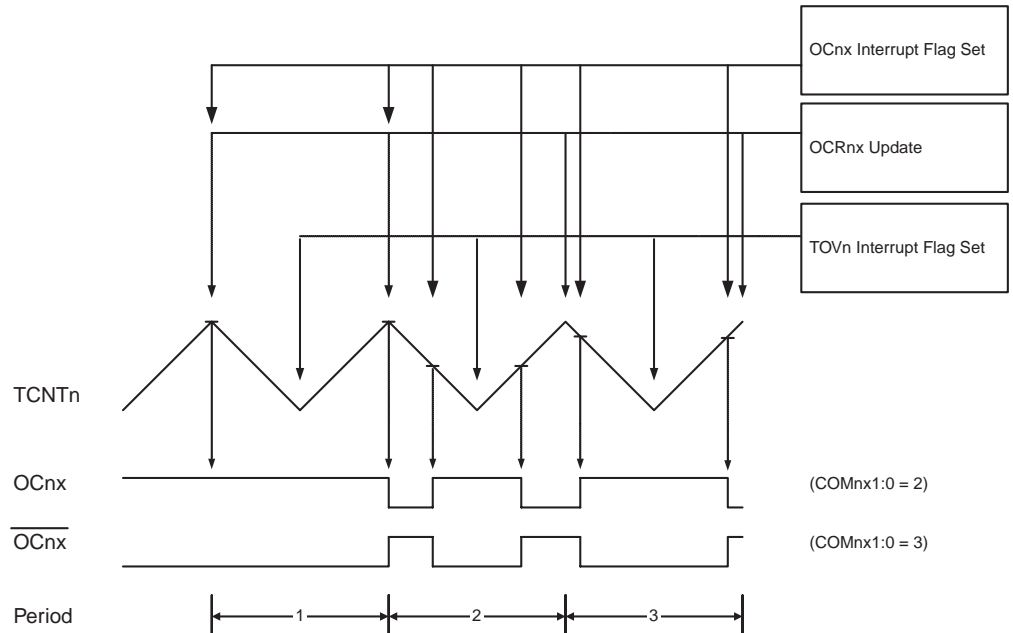 OCnx Interrupt Flag Set
OCRnx Update
TOVn Interrupt Flag Set
TCNTn
OCnx
(COMnx1:0 = 2)
OCnx
(COMnx1:0 = 3)
Period
1
2
3